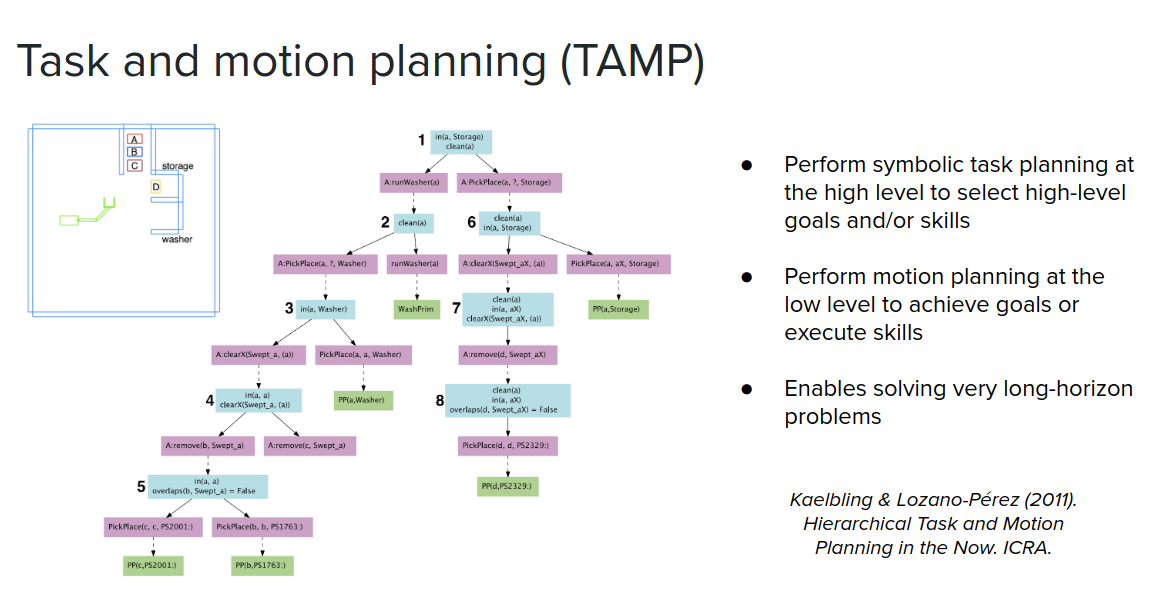 Task and motion planning (TAMP)
A
B
C
storage
D
washer
1
in(a, Storage)
clean(a)
A:runWasher(a)
A:PickPlace(a, ?, Storage)
2
clean(a)
6
clean(a)
in(a, Storage)
A:PickPlace(a, ?, Washer)
runWasher(a)
A:clearX(Swept_aX, (a))
PickPlace(a, aX, Storage)
3
in(a, Washer)
WashPrim
7
clean(a)
in(a, aX)
clearX(Swept_aX, (a))
PP(a,Storage)
A:clearX(Swept_a, (a))
PickPlace(a, a, Washer)
A:remove(d, Swept_aX)
4
in(a, a)
clearX(Swept_a, (a))
PP(a,Washer)
8
clean(a)
in(a, aX)
overlaps(d, Swept_aX) = False
A:remove(b, Swept_a)
A:remove(c, Swept_a)
PickPlace(d, d, PS2329:)
5
in(a, a)
overlaps(b, Swept_a) = False
PP(d,PS2329:)
PickPlace(c, c, PS2001:)
PickPlace(b, b, PS1763:)
PP(c,PS2001:)
PP(b,PS1763:)
● Perform symbolic task planning at
the high level to select high-level
goals and/or skills
● Perform motion planning at the
low level to achieve goals or
execute skills
● Enables solving very long-horizon
problems
Kaelbling & Lozano-Pérez (2011).
Hierarchical Task and Motion
Planning in the Now. ICRA.